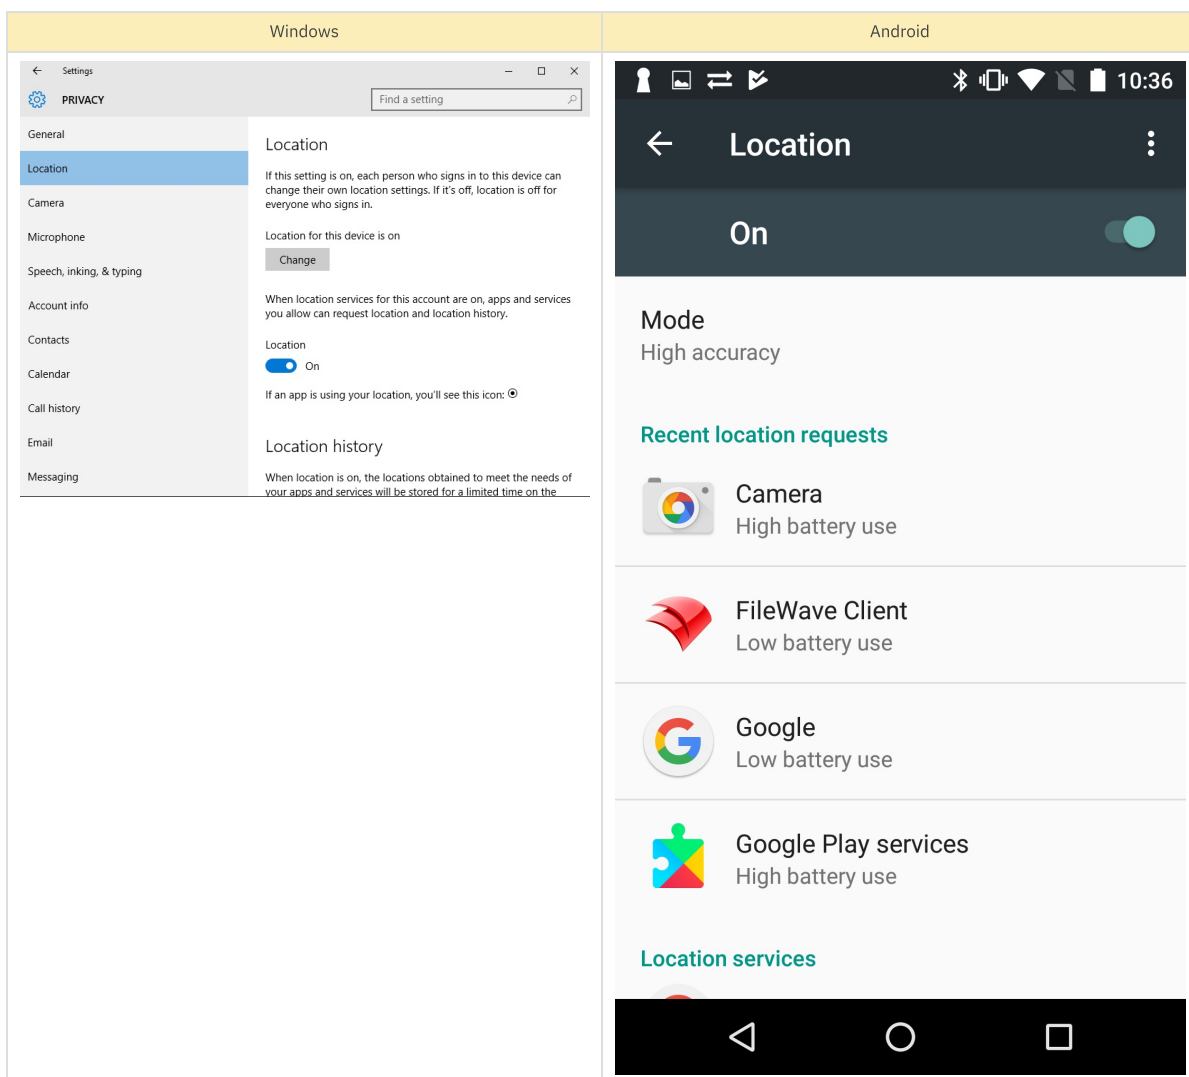 Windows
Android
Settings
PRIVACY
Find a setting
General
Location
Camera
Microphone
Speech, inking, & typing
Account info
Contacts
Calendar
Call history
Email
Messaging
Location
If this setting is on, each person who signs in to this device can
change their own location settings. If it's off, location is off for
everyone who signs in.
Location for this device is on
Change
When location services for this account are on, apps and services
you allow can request location and location history.
Location
On
If an app is using your location, you'll see this icon:
Location history
When location is on, the locations obtained to meet the needs of
your apps and services will be stored for a limited time on the
10:36
Location
On
Mode
High accuracy
Recent location requests
Camera
High battery use
FileWave Client
Low battery use
Google
Low battery use
Google Play services
High battery use
Location services